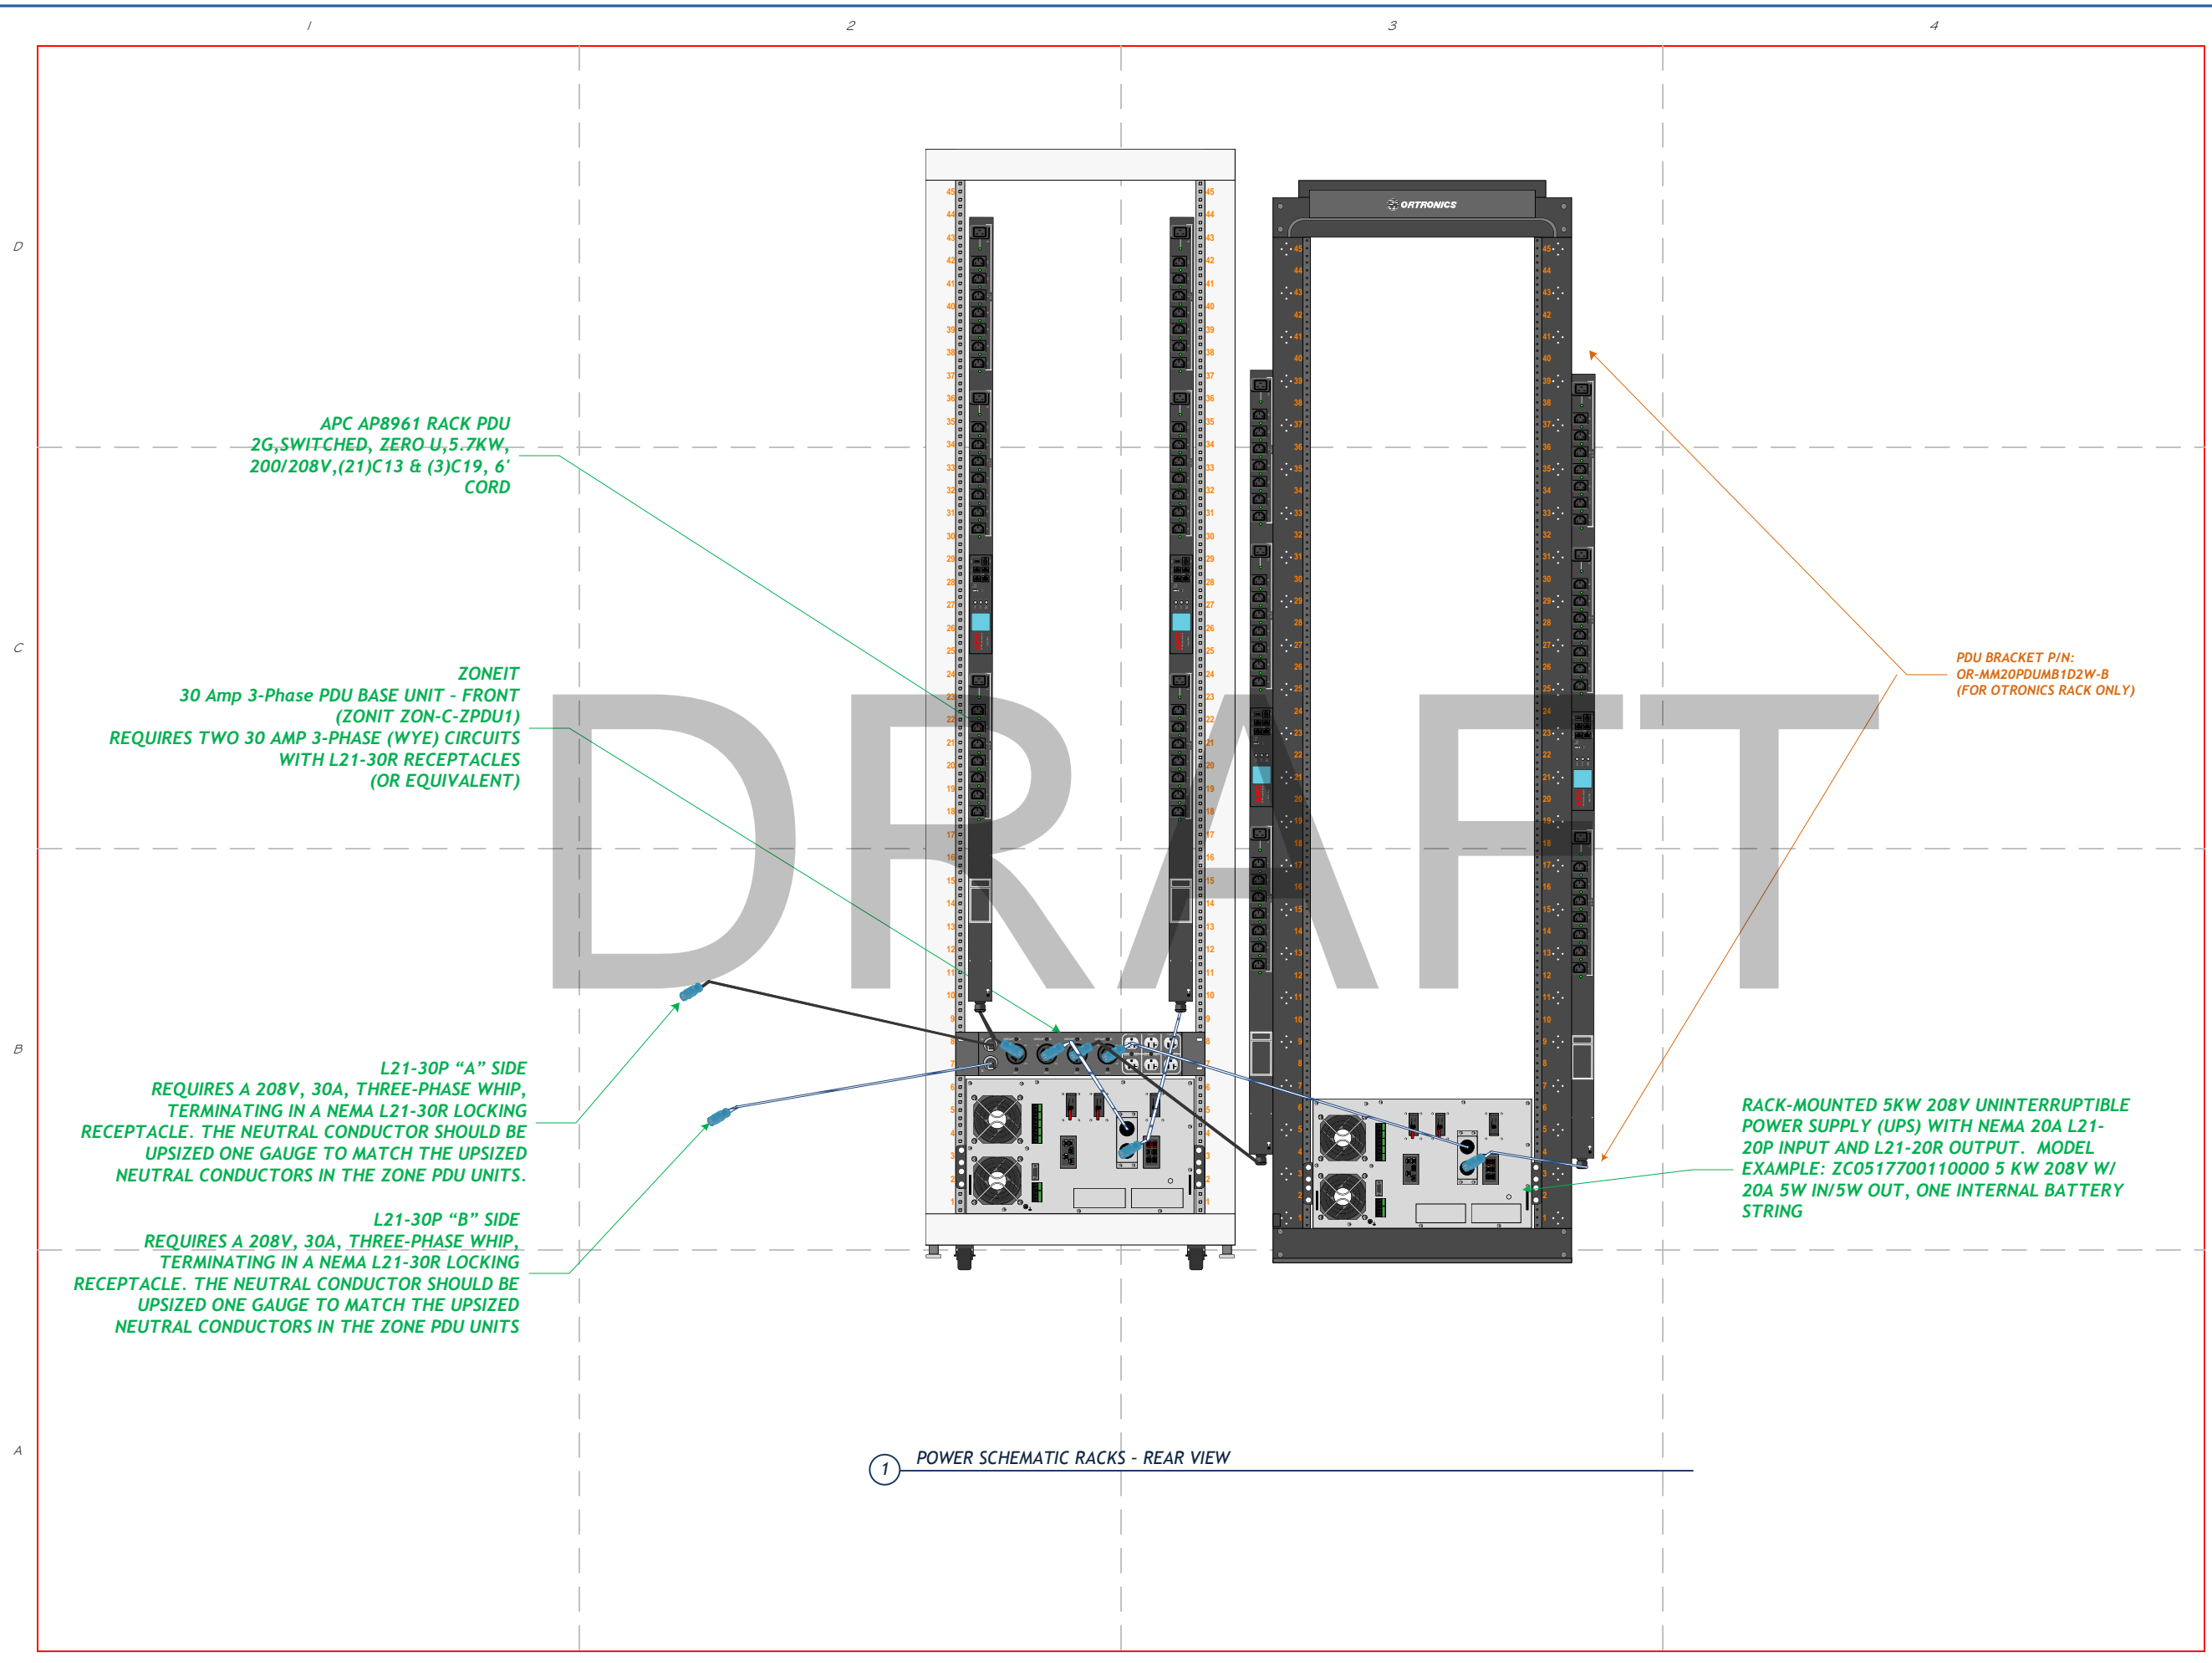 1
2
3
4
D
C
B
A
ORTRONICS
APC AP8961 RACK PDU
2G,SWITCHED, ZERO U,5.7KW,
200/208V,(21)C13 & (3)C19, 6'
CORD
ZONEIT
30 Amp 3-Phase PDU BASE UNIT – FRONT
(ZONIT ZON-C-ZPDU1)
REQUIRES TWO 30 AMP 3-PHASE (WYE) CIRCUITS
WITH L21-30R RECEPTACLES
(OR EQUIVALENT)
PDU BRACKET P/N:
OR-MM20PDUMB1D2W-B
(FOR OTRONICS RACK ONLY)
DRAFT
L21-30P “A” SIDE
REQUIRES A 208V, 30A, THREE-PHASE WHIP,
TERMINATING IN A NEMA L21-30R LOCKING
RECEPTACLE. THE NEUTRAL CONDUCTOR SHOULD BE
UPSIZED ONE GAUGE TO MATCH THE UPSIZED
NEUTRAL CONDUCTORS IN THE ZONE PDU UNITS.
L21-30P “B” SIDE
REQUIRES A 208V, 30A, THREE-PHASE WHIP,
TERMINATING IN A NEMA L21-30R LOCKING
RECEPTACLE. THE NEUTRAL CONDUCTOR SHOULD BE
UPSIZED ONE GAUGE TO MATCH THE UPSIZED
NEUTRAL CONDUCTORS IN THE ZONE PDU UNITS
RACK-MOUNTED 5KW 208V UNINTERRUPTIBLE
POWER SUPPLY (UPS) WITH NEMA 20A L21-
20P INPUT AND L21-20R OUTPUT.  MODEL
EXAMPLE: ZC0517700110000 5 KW 208V W/
20A 5W IN/5W OUT, ONE INTERNAL BATTERY
STRING
1
POWER SCHEMATIC RACKS – REAR VIEW